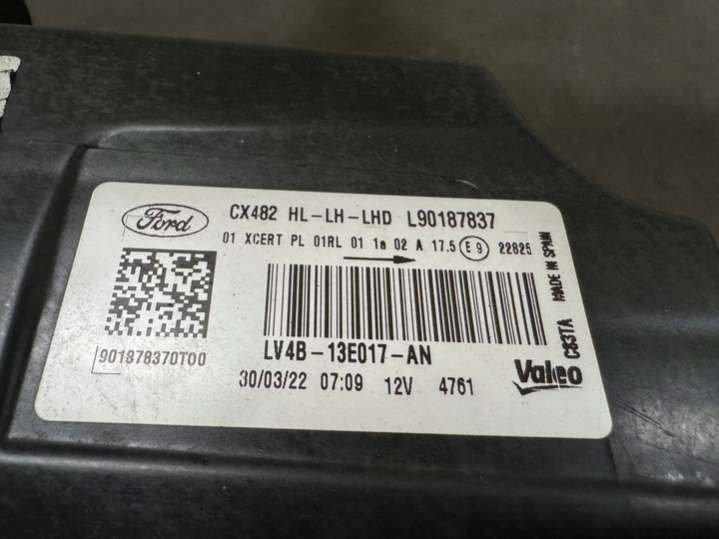 Ford CX482 HL-LH-LHD L90187837
01 XCERT PL 01RL 01 1a 02 A 17.5 E9 22825
901878370T00
LV4B-13E017-AN
30/03/22 07:09 12V 4761
Valeo
C83TA MADE IN SPAIN